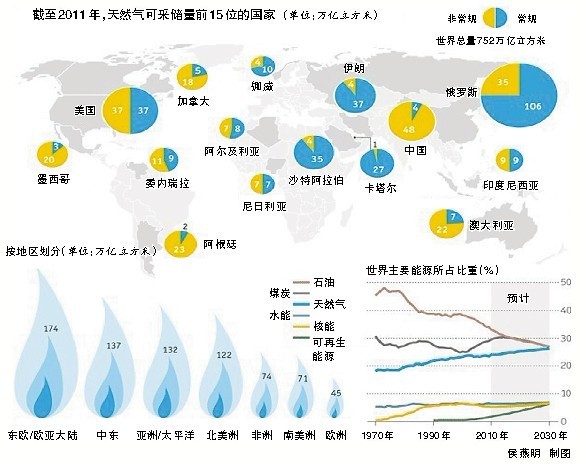 截至2011年，天然气可采储量前15位的国家（单位：万亿立方米）
非常规 常规
世界总量752万亿立方米
4 10
挪威
5 18
加拿大
37 37
美国
3 20
墨西哥
11 9
委内瑞拉
2 23
阿根廷
7 8
阿尔及利亚
7 7
尼日利亚
4 35
沙特阿拉伯
伊朗
4 37
1 27
卡塔尔
4 48
中国
俄罗斯
35 106
9 9
印度尼西亚
7 22
澳大利亚
按地区划分（单位：万亿立方米）
174 137 132 122 74 71 45
东欧/欧亚大陆 中东 亚洲/太平洋 北美洲 非洲 南美洲 欧洲
世界主要能源所占比重（%）
石油
煤炭
天然气
水能
核能
可再生
能源
预计
50
40
30
20
10
0
1970年 1990年 2010年 2030年
侯燕明 制图